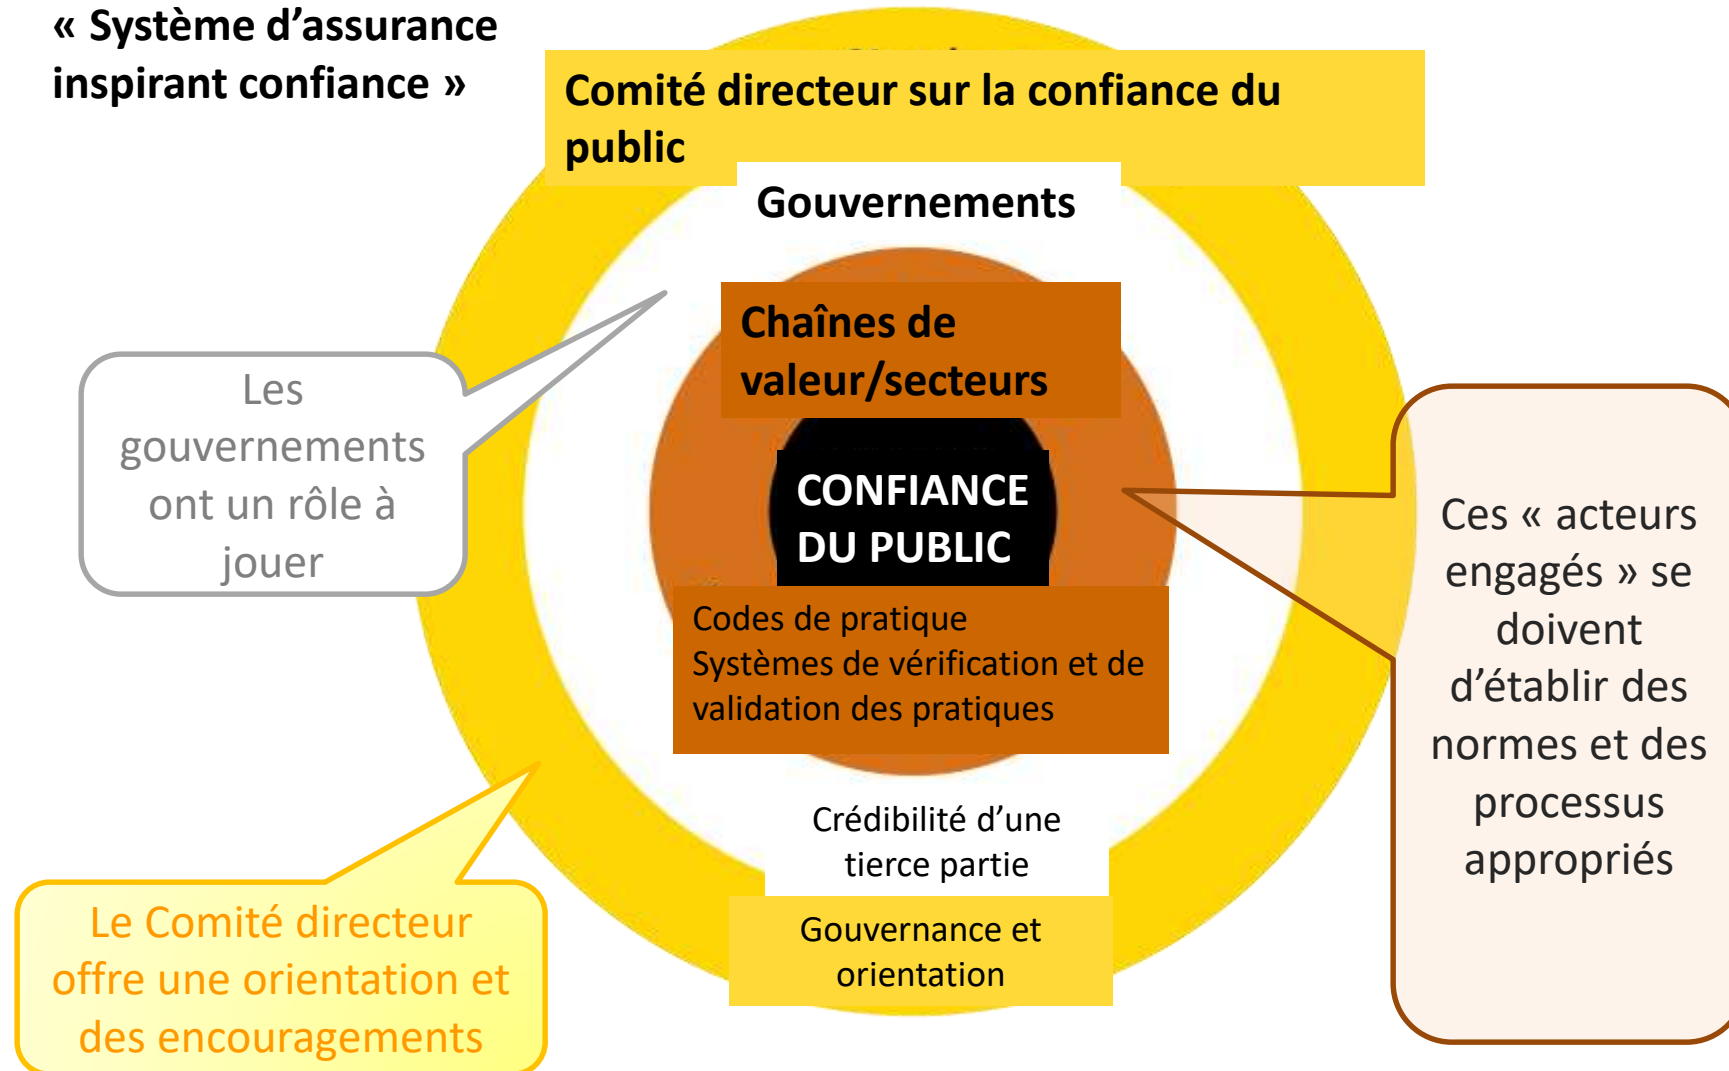 « Système d’assurance
inspirant confiance »
Comité directeur sur la confiance du
public
Gouvernements
Chaînes de
valeur/secteurs
CONFIANCE
DU PUBLIC
Codes de pratique
Systèmes de vérification et de
validation des pratiques
Crédibilité d’une
tierce partie
Gouvernance et
orientation
Les
gouvernements
ont un rôle à
jouer
Le Comité directeur
offre une orientation et
des encouragements
Ces « acteurs
engagés » se
doivent
d’établir des
normes et des
processus
appropriés